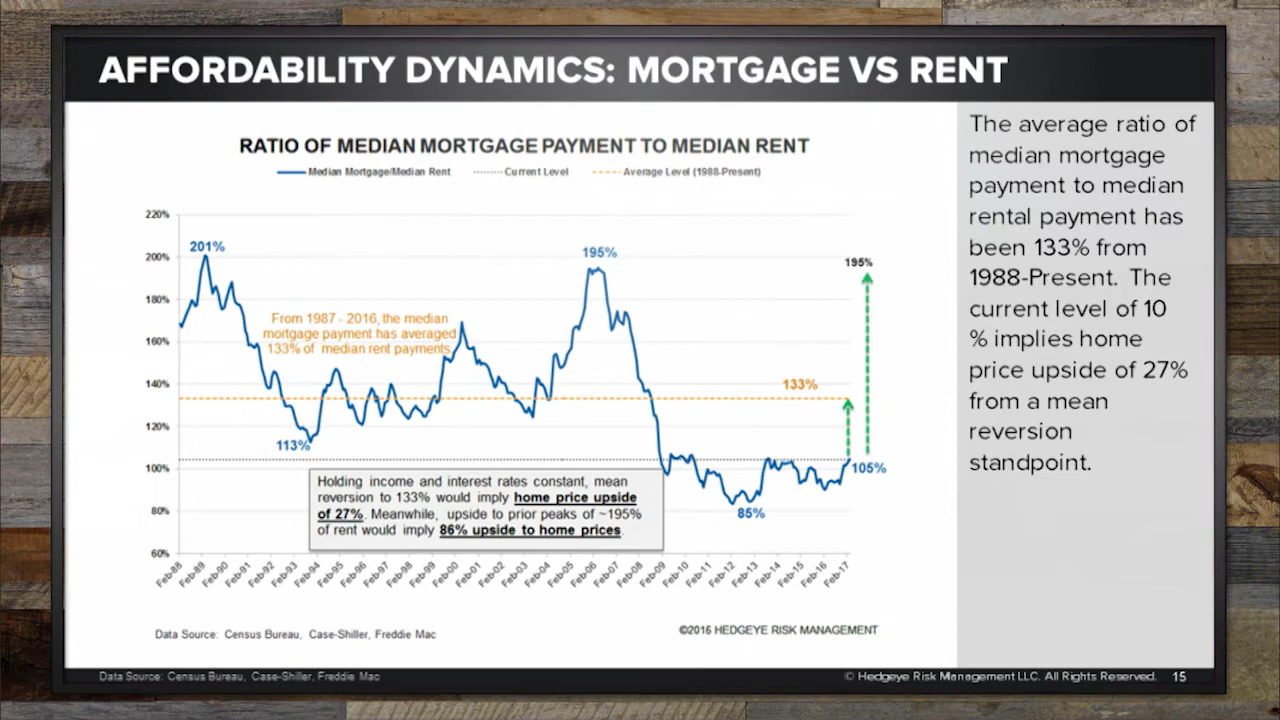 AFFORDABILITY DYNAMICS: MORTGAGE VS RENT
RATIO OF MEDIAN MORTGAGE PAYMENT TO MEDIAN RENT
Median Mortgage/Median Rent
Current Level
Average Level (1988-Present)
220%
200%
180%
160%
140%
120%
100%
80%
60%
201%
195%
195%
From 1987 - 2016, the median
mortgage payment has averaged
133% of median rent payments
133%
113%
105%
85%
Holding income and interest rates constant, mean
reversion to 133% would imply home price upside
of 27%. Meanwhile, upside to prior peaks of ~195%
of rent would imply 86% upside to home prices.
Feb-88
Feb-89
Feb-90
Feb-91
Feb-92
Feb-93
Feb-94
Feb-95
Feb-96
Feb-97
Feb-98
Feb-99
Feb-00
Feb-01
Feb-02
Feb-03
Feb-04
Feb-05
Feb-06
Feb-07
Feb-08
Feb-09
Feb-10
Feb-11
Feb-12
Feb-13
Feb-14
Feb-15
Feb-16
Feb-17
Data Source: Census Bureau, Case-Shiller, Freddie Mac
©2016 HEDGEYE RISK MANAGEMENT
The average ratio of
median mortgage
payment to median
rental payment has
been 133% from
1988-Present. The
current level of 10
% implies home
price upside of 27%
from a mean
reversion
standpoint.
Data Source: Census Bureau, Case-Shiller, Freddie Mac
© Hedgeye Risk Management LLC. All Rights Reserved.
15